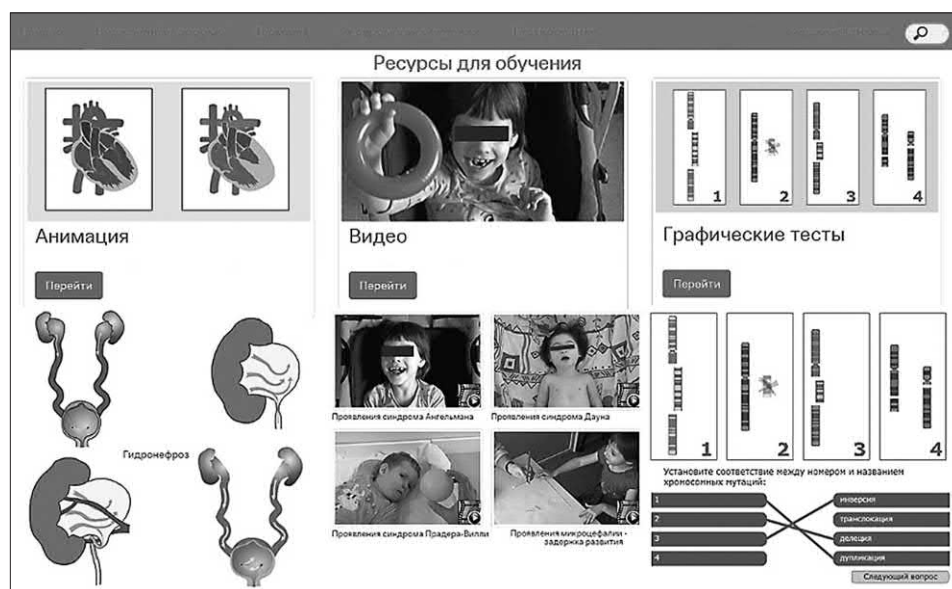 Ресурсы для обучения
1
2
3
4
Анимация
Видео
Графические тесты
Перейти
Перейти
Перейти
Гидронефроз
Проявления синдрома Ангельмана
Проявления синдрома Дауна
Проявления синдрома Прадера-Вилли
Проявления микроцефалии -
задержка развития
1
2
3
4
Установите соответствие между номером и названием
хромосомных мутаций:
1
инверсия
2
транслокация
3
делеция
4
дупликация
Следующий вопрос